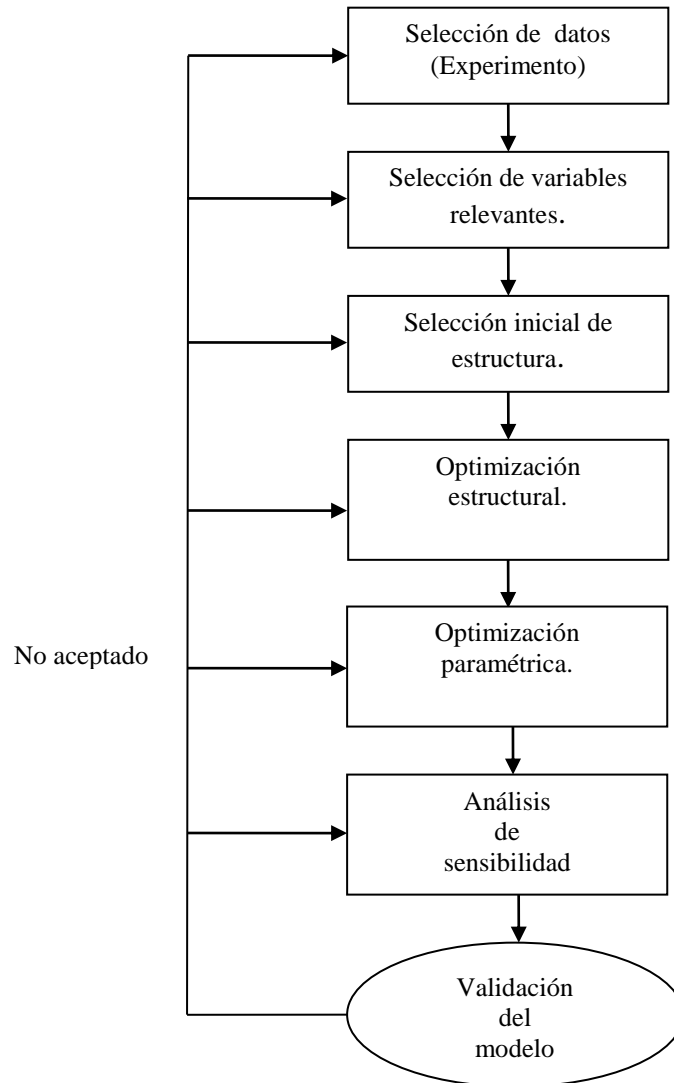 Selección de datos
(Experimento)
Selección de variables
relevantes.
Selección inicial de
estructura.
Optimización
estructural.
Optimización
paramétrica.
No aceptado
Análisis
de
sensibilidad
Validación
del
modelo